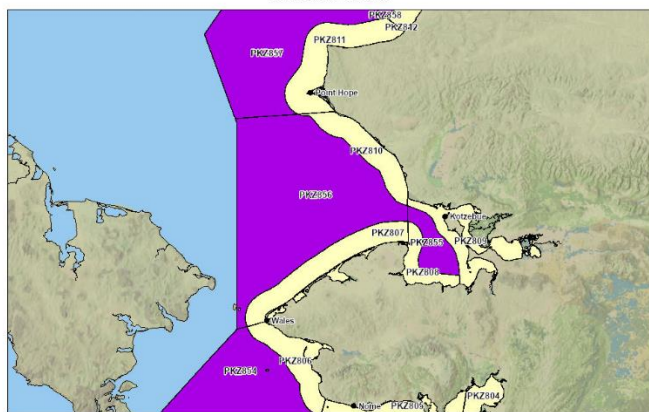 PKZ858
PKZ842
PKZ811
PKZ857
Point Hope
PKZ810
PKZ856
Kotzebue
PKZ807
PKZ855
PKZ809
PKZ808
Wales
PKZ806
PKZ854
PKZ804
Nome
PKZ805